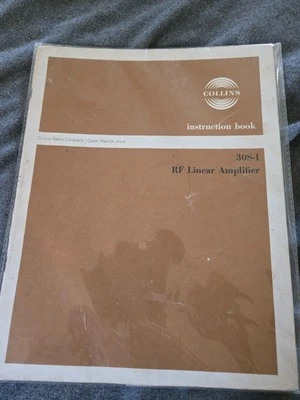 COLLINS
instruction book
Collins Radio Company | Cedar Rapids, Iowa
30S-1
RF Linear Amplifier